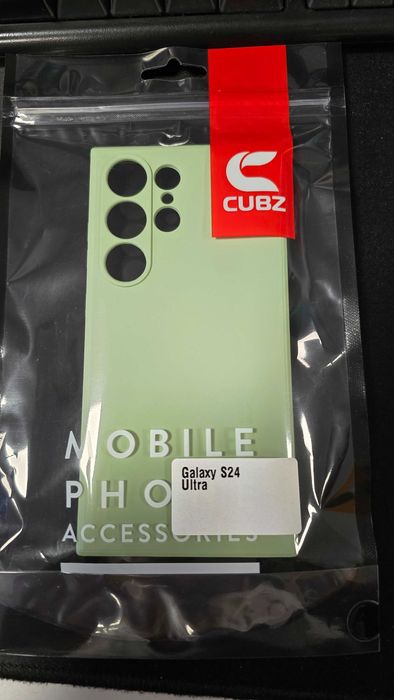 CUBZ
MOBILE
PHO
Galaxy S24
Ultra
ACCESSORIES